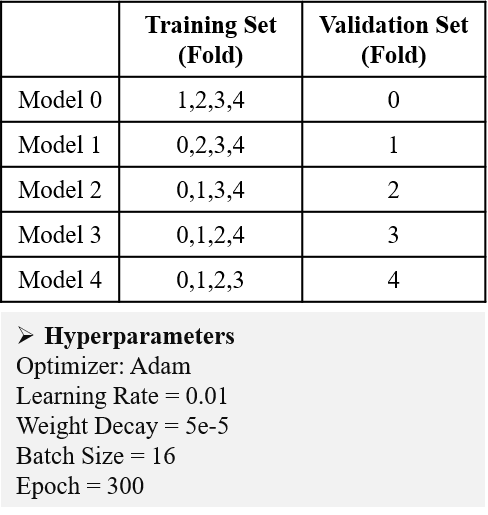 Training Set Validation Set
(Fold) (Fold)
Model 0 1,2,3,4 0
Model 1 0,2,3,4 1
Model 2 0,1,3,4 2
Model 3 0,1,2,4 3
Model 4 0,1,2,3 4
➢ Hyperparameters
Optimizer: Adam
Learning Rate = 0.01
Weight Decay = 5e-5
Batch Size = 16
Epoch = 300